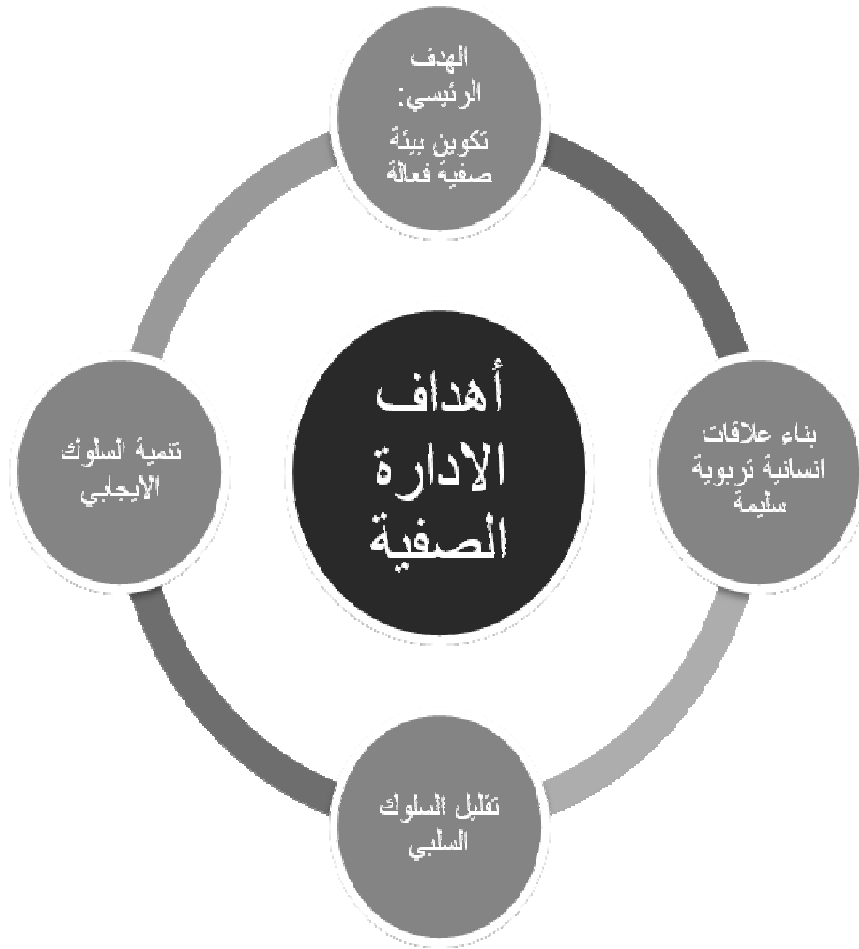 الهدف
الرئيسي:
تكوين بيئة
صفية فعالة
بناء علاقات
انسانية تربوية
سليمة
أهداف
الادارة
الصفية
تنمية السلوك
الايجابي
تقليل السلوك
السلبي